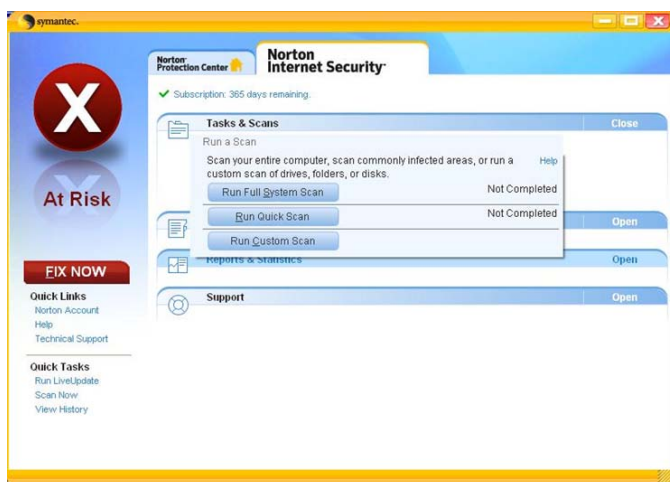 symantec.
Norton
Protection Center
Norton
Internet Security
Subscription: 365 days remaining.
X
At Risk
FIX NOW
Quick Links
Norton Account
Help
Technical Support
Quick Tasks
Run LiveUpdate
Scan Now
View History
Tasks & Scans
Close
Run a Scan
Scan your entire computer, scan commonly infected areas, or run a
custom scan of drives, folders, or disks.
Help
Run Full System Scan
Not Completed
Run Quick Scan
Not Completed
Run Custom Scan
Open
Reports & Statistics
Open
Support
Open